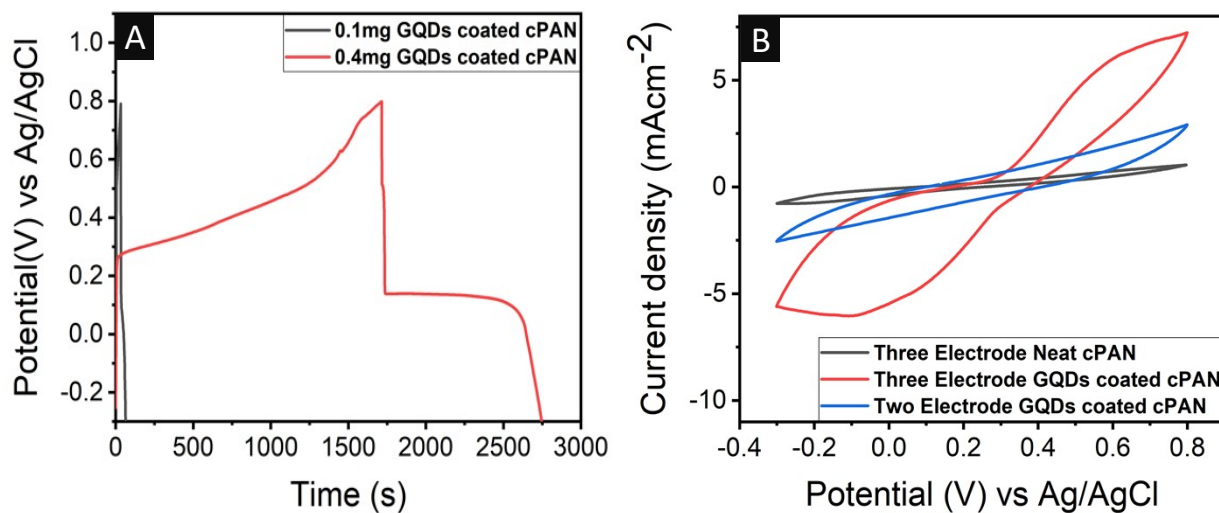 A
0.1mg GQDs coated cPAN
0.4mg GQDs coated cPAN
1.0
0.8
0.6
0.4
0.2
0.0
-0.2
Potential(V) vs Ag/AgCl
0 500 1000 1500 2000 2500 3000
Time (s)
B
5
0
-5
-10
Current density (mAcm-2)
Three Electrode Neat cPAN
Three Electrode GQDs coated cPAN
Two Electrode GQDs coated cPAN
-0.4 -0.2 0.0 0.2 0.4 0.6 0.8
Potential (V) vs Ag/AgCl